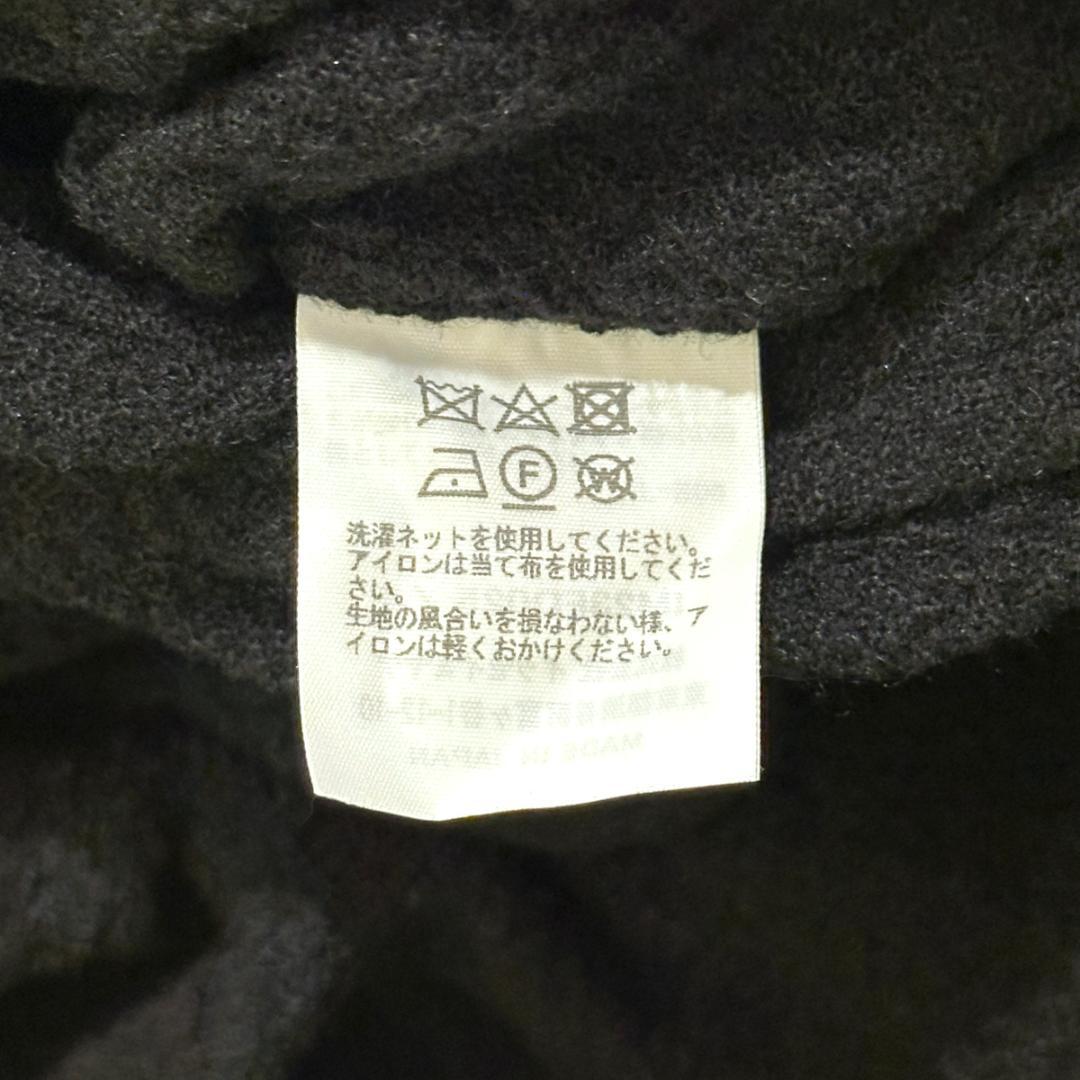 F
W
洗濯ネットを使用してください。
アイロンは当て布を使用してくだ
さい。
生地の風合いを損なわない様、ア
イロンは軽くおかけください。
MADE IN JAPAN